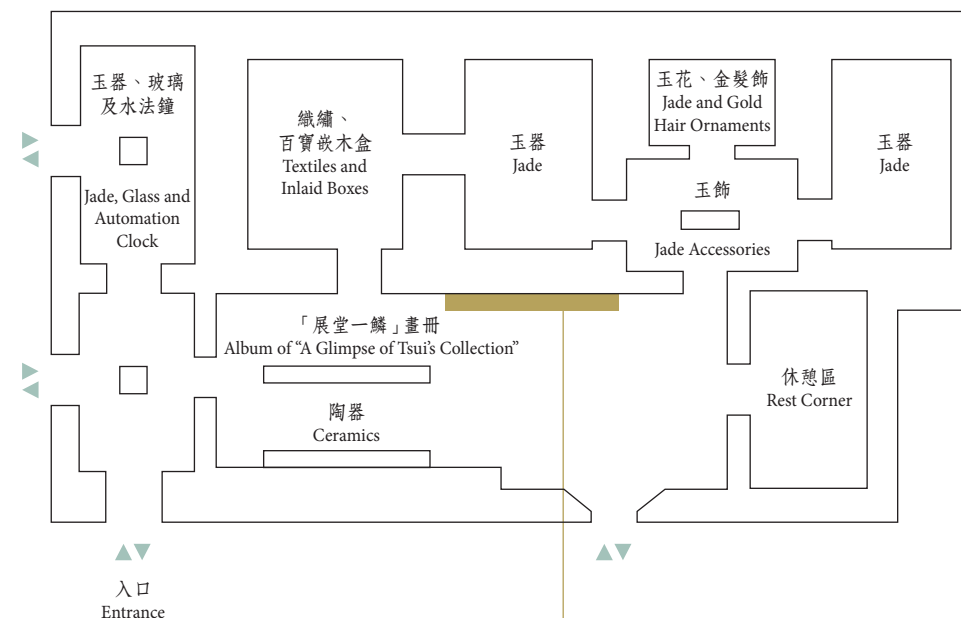 玉器、玻璃
及水法鐘
Jade, Glass and
Automation
Clock
織繡、
百寶嵌木盒
Textiles and
Inlaid Boxes
玉器
Jade
玉花、金髮飾
Jade and Gold
Hair Ornaments
玉飾
Jade Accessories
玉器
Jade
「展堂一鱗」畫冊
Album of “A Glimpse of Tsui’s Collection”
陶器
Ceramics
休憩區
Rest Corner
入口
Entrance